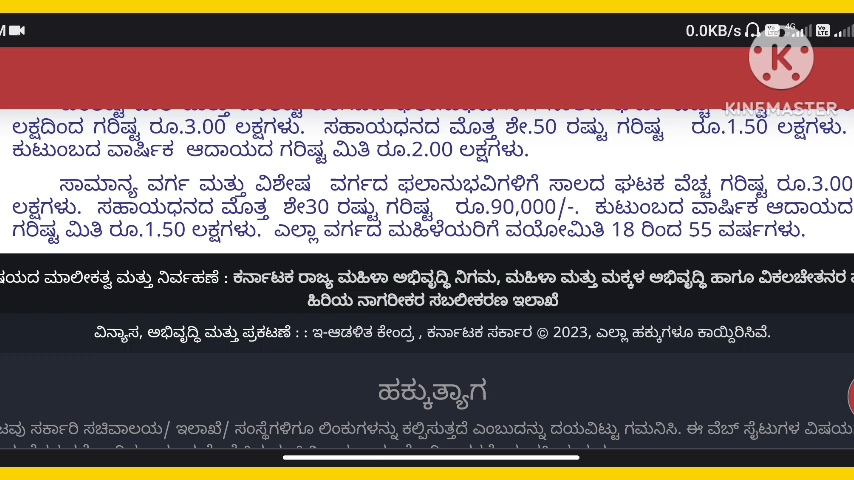 0.0KB/s
4G
KINEMASTER
ಲಕ್ಷದಿಂದ ಗರಿಷ್ಟ ರೂ.3.00 ಲಕ್ಷಗಳು. ಸಹಾಯಧನದ ಮೊತ್ತ ಶೇ.50 ರಷ್ಟು ಗರಿಷ್ಟ ರೂ.1.50 ಲಕ್ಷಗಳು.
ಕುಟುಂಬದ ವಾರ್ಷಿಕ ಆದಾಯದ ಗರಿಷ್ಟ ಮಿತಿ ರೂ.2.00 ಲಕ್ಷಗಳು.
ಸಾಮಾನ್ಯ ವರ್ಗ ಮತ್ತು ವಿಶೇಷ ವರ್ಗದ ಫಲಾನುಭವಿಗಳಿಗೆ ಸಾಲದ ಘಟಕ ವೆಚ್ಚ ಗರಿಷ್ಟ ರೂ.3.00
ಲಕ್ಷಗಳು. ಸಹಾಯಧನದ ಮೊತ್ತ ಶೇ30 ರಷ್ಟು ಗರಿಷ್ಟ ರೂ.90,000/-. ಕುಟುಂಬದ ವಾರ್ಷಿಕ ಆದಾಯದ
ಗರಿಷ್ಟ ಮಿತಿ ರೂ.1.50 ಲಕ್ಷಗಳು. ಎಲ್ಲಾ ವರ್ಗದ ಮಹಿಳೆಯರಿಗೆ ವಯೋಮಿತಿ 18 ರಿಂದ 55 ವರ್ಷಗಳು.
ಷಯದ ಮಾಲೀಕತ್ವ ಮತ್ತು ನಿರ್ವಹಣೆ : ಕರ್ನಾಟಕ ರಾಜ್ಯ ಮಹಿಳಾ ಅಭಿವೃದ್ಧಿ ನಿಗಮ, ಮಹಿಳಾ ಮತ್ತು ಮಕ್ಕಳ ಅಭಿವೃದ್ಧಿ ಹಾಗೂ ವಿಕಲಚೇತನರ
ಹಿರಿಯ ನಾಗರೀಕರ ಸಬಲೀಕರಣ ಇಲಾಖೆ
ವಿನ್ಯಾಸ, ಅಭಿವೃದ್ಧಿ ಮತ್ತು ಪ್ರಕಟಣೆ : : ಇ-ಆಡಳಿತ ಕೇಂದ್ರ , ಕರ್ನಾಟಕ ಸರ್ಕಾರ © 2023, ಎಲ್ಲಾ ಹಕ್ಕುಗಳೂ ಕಾಯ್ದಿರಿಸಿವೆ.
ಹಕ್ಕುತ್ಯಾಗ
ಟವು ಸರ್ಕಾರಿ ಸಚಿವಾಲಯ/ ಇಲಾಖೆ/ ಸಂಸ್ಥೆಗಳಿಗೂ ಲಿಂಕುಗಳನ್ನು ಕಲ್ಪಿಸುತ್ತದೆ ಎಂಬುದನ್ನು ದಯವಿಟ್ಟು ಗಮನಿಸಿ. ಈ ವೆಬ್ ಸೈಟುಗಳ ವಿಷಯ